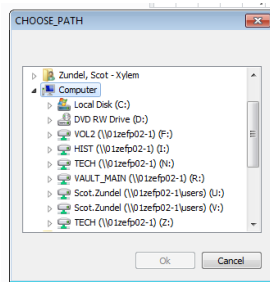 CHOOSE_PATH
Zundel, Scot - Xylem
Computer
Local Disk (C:)
DVD RW Drive (D:)
VOL2 (\\01zefp02-1) (F:)
HIST (\\01zefp02-1) (I:)
TECH (\\01zefp02-1) (N:)
VAULT_MAIN (\\01zefp02-1) (R:)
Scot.Zundel (\\01zefp02-1\users) (U:)
Scot.Zundel (\\01zefp02-1\users) (V:)
TECH (\\01zefp02-1) (Z:)
Ok Cancel